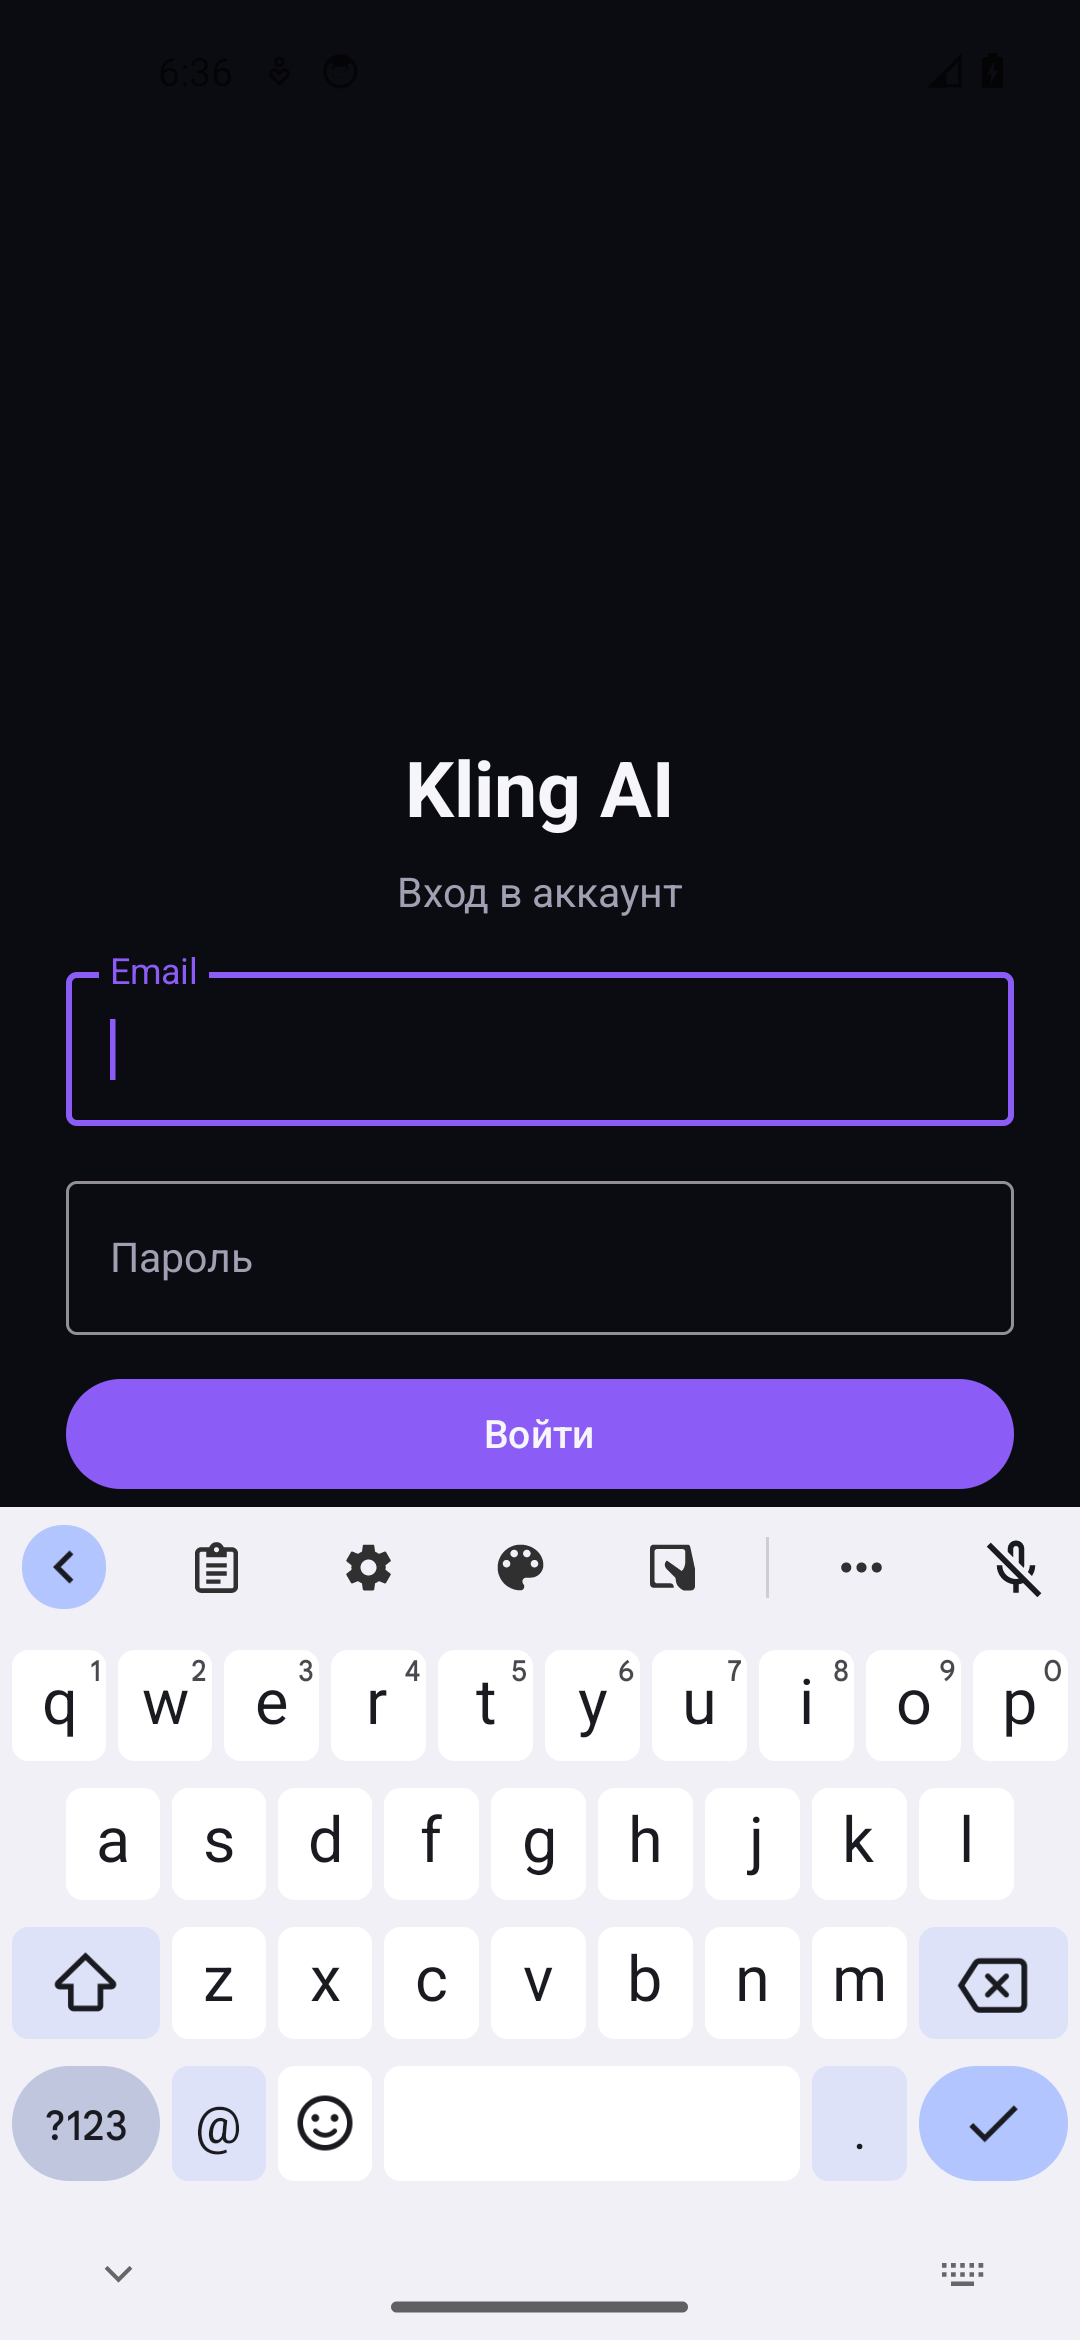 6:36
Kling AI
Вход в аккаунт
Email
Пароль
Войти
q 1 w 2 e 3 r 4 t 5 y 6 u 7 i 8 o 9 p 0
a s d f g h j k l
z x c v b n m
?123 @ .